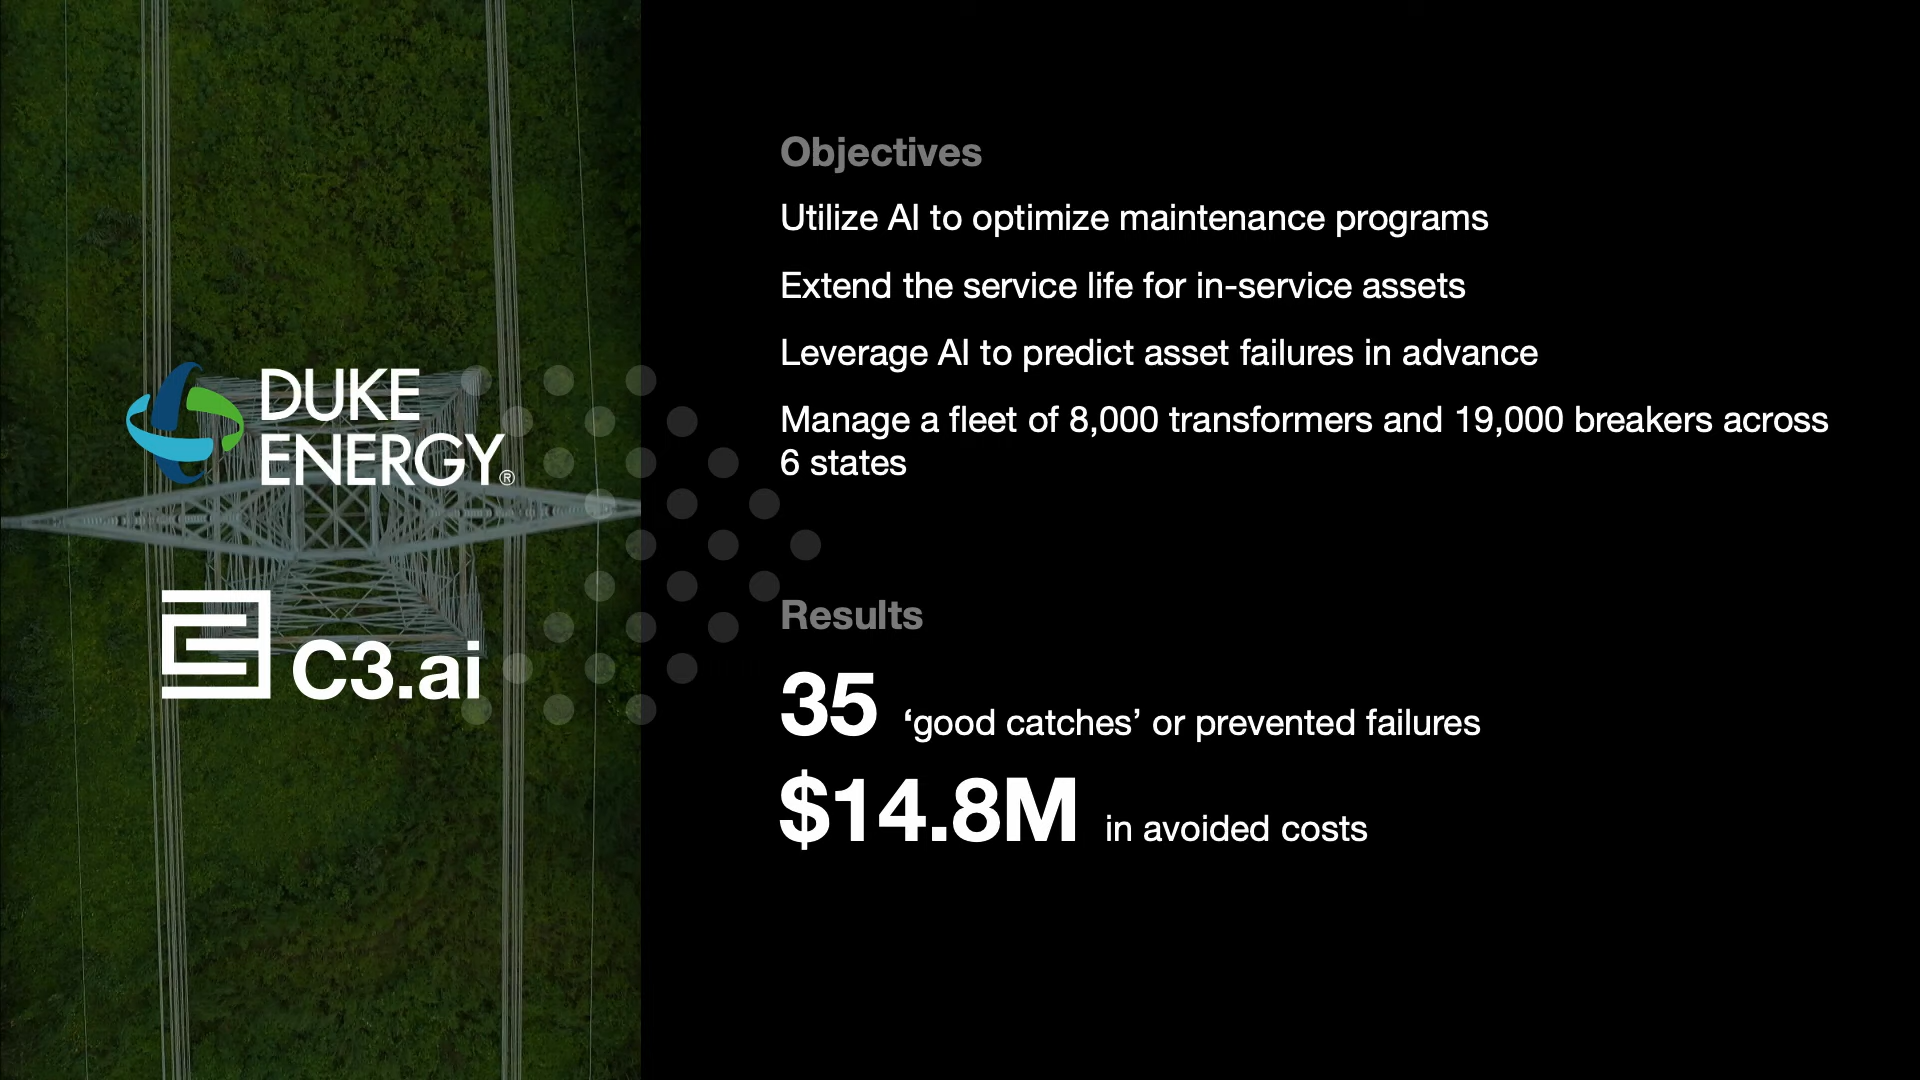 DUKE
ENERGY®
C3.ai
Objectives
Utilize AI to optimize maintenance programs
Extend the service life for in-service assets
Leverage AI to predict asset failures in advance
Manage a fleet of 8,000 transformers and 19,000 breakers across
6 states
Results
35 ‘good catches’ or prevented failures
$14.8M in avoided costs